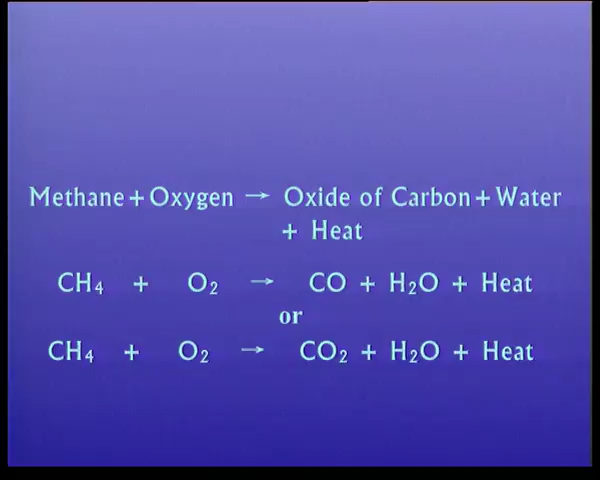 Methane + Oxygen → Oxide of Carbon + Water
+ Heat
CH₄ + O₂ → CO + H₂O + Heat
or
CH₄ + O₂ → CO₂ + H₂O + Heat